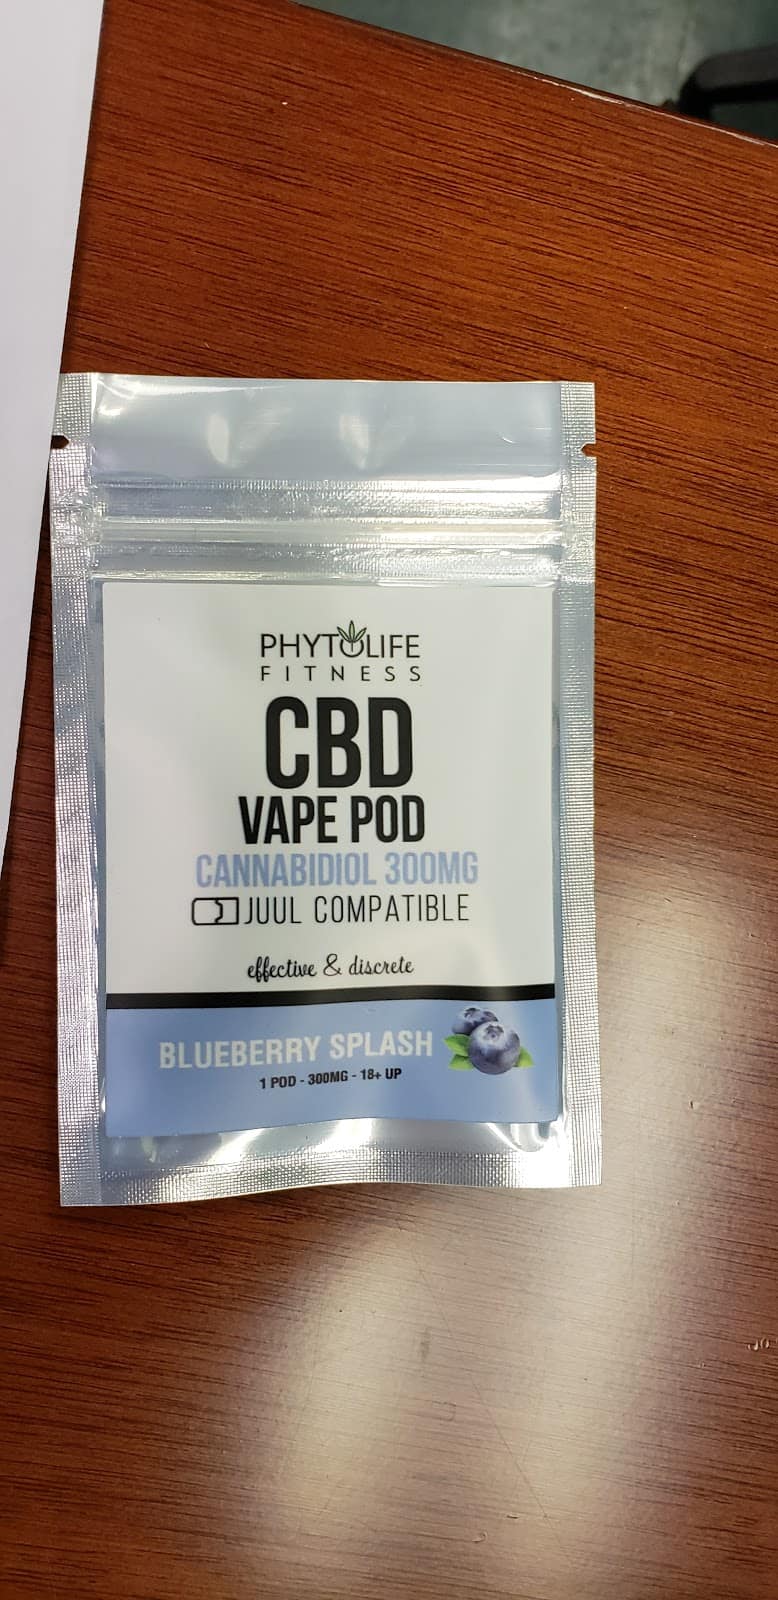 PHYTOLIFE
FITNESS
CBD
VAPE POD
CANNABIDIOL 300MG
JUUL COMPATIBLE
effective & discrete
BLUEBERRY SPLASH
1 POD - 300MG - 18+ UP